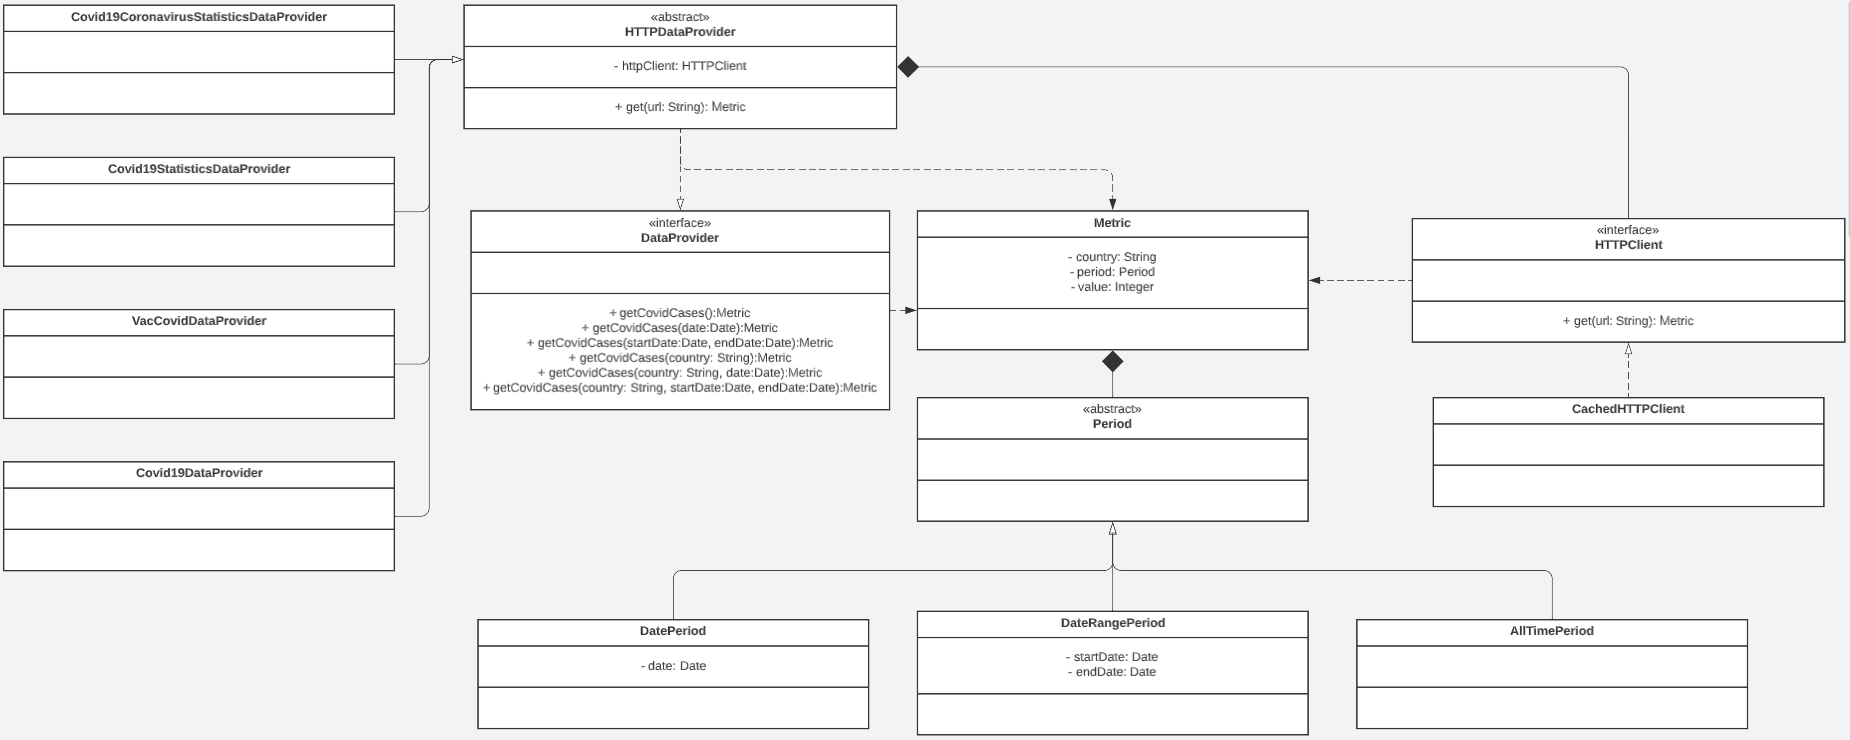 Covid19CoronavirusStatisticsDataProvider
«abstract»
HTTPDataProvider
- httpClient: HTTPClient
+ get(url: String): Metric
Covid19StatisticsDataProvider
VacCovidDataProvider
Covid19DataProvider
«interface»
DataProvider
+ getCovidCases():Metric
+ getCovidCases(date:Date):Metric
+ getCovidCases(startDate:Date, endDate:Date):Metric
+ getCovidCases(country: String):Metric
+ getCovidCases(country: String, date:Date):Metric
+ getCovidCases(country: String, startDate:Date, endDate:Date):Metric
Metric
- country: String
- period: Period
- value: Integer
«interface»
HTTPClient
+ get(url: String): Metric
«abstract»
Period
CachedHTTPClient
DatePeriod
- date: Date
DateRangePeriod
- startDate: Date
- endDate: Date
AllTimePeriod